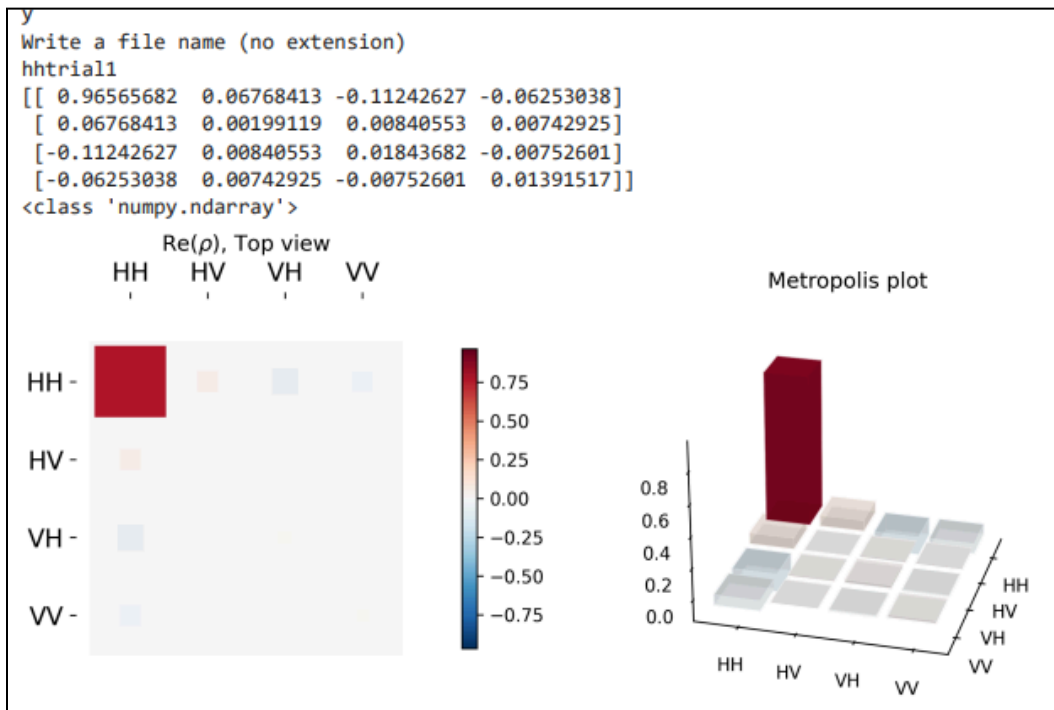 y
Write a file name (no extension)
hhtrial1
[[ 0.96565682 0.06768413 -0.11242627 -0.06253038]
[ 0.06768413 0.00199119 0.00840553 0.00742925]
[-0.11242627 0.00840553 0.01843682 -0.00752601]
[-0.06253038 0.00742925 -0.00752601 0.01391517]]
<class 'numpy.ndarray'>
Re(ρ), Top view
HH HV VH VV
HH
HV
VH
VV
0.75
0.50
0.25
0.00
−0.25
−0.50
−0.75
Metropolis plot
0.8
0.6
0.4
0.2
0.0
HH HV VH VV
HH
HV
VH
VV